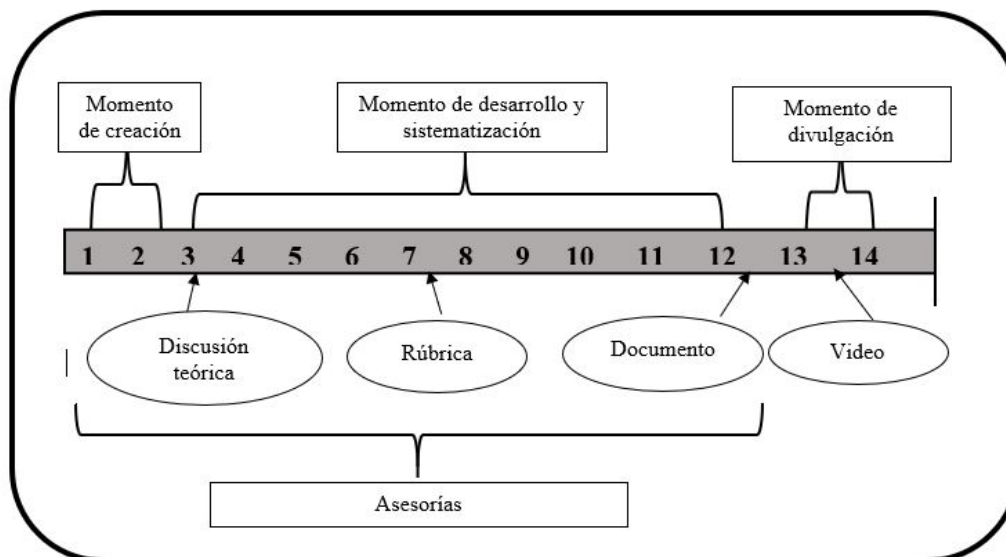 Momento
de creación
Momento de desarrollo y
sistematización
Momento de
divulgación
1 2 3 4 5 6 7 8 9 10 11 12 13 14
Discusión
teórica
Rúbrica
Documento
Video
Asesorías